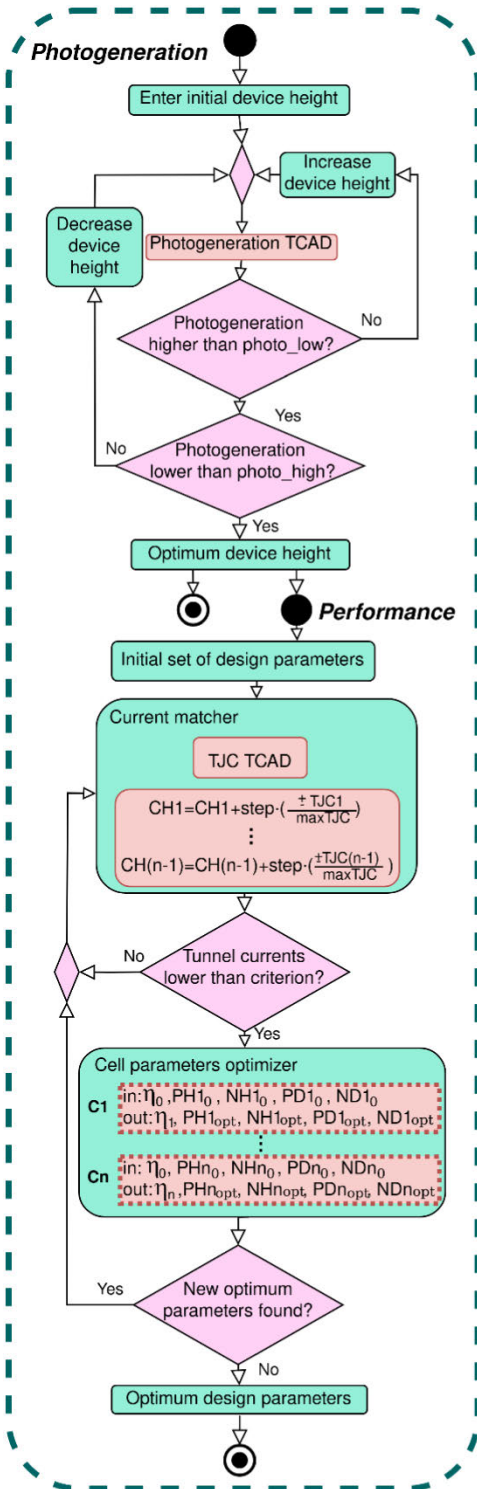 Photogeneration
Enter initial device height
Increase
device height
Decrease
device
height
Photogeneration TCAD
Photogeneration
higher than photo_low?
No
Yes
No
Photogeneration
lower than photo_high?
Yes
Optimum device height
Performance
Initial set of design parameters
Current matcher
TJC TCAD
CH1=CH1+step·(± TJC1/maxTJC)
⋮
CH(n-1)=CH(n-1)+step·(±TJC(n-1)/maxTJC)
No
Tunnel currents
lower than criterion?
Yes
Cell parameters optimizer
C1
in:η₀ ,PH1₀ , NH1₀ , PD1₀ , ND1₀
out:η₁, PH1opt, NH1opt, PD1opt, ND1opt
⋮
Cn
in: η₀, PHn₀, NHn₀, PDn₀, NDn₀
out:ηn,PHnopt, NHnopt, PDnopt, NDnopt
Yes
New optimum
parameters found?
No
Optimum design parameters